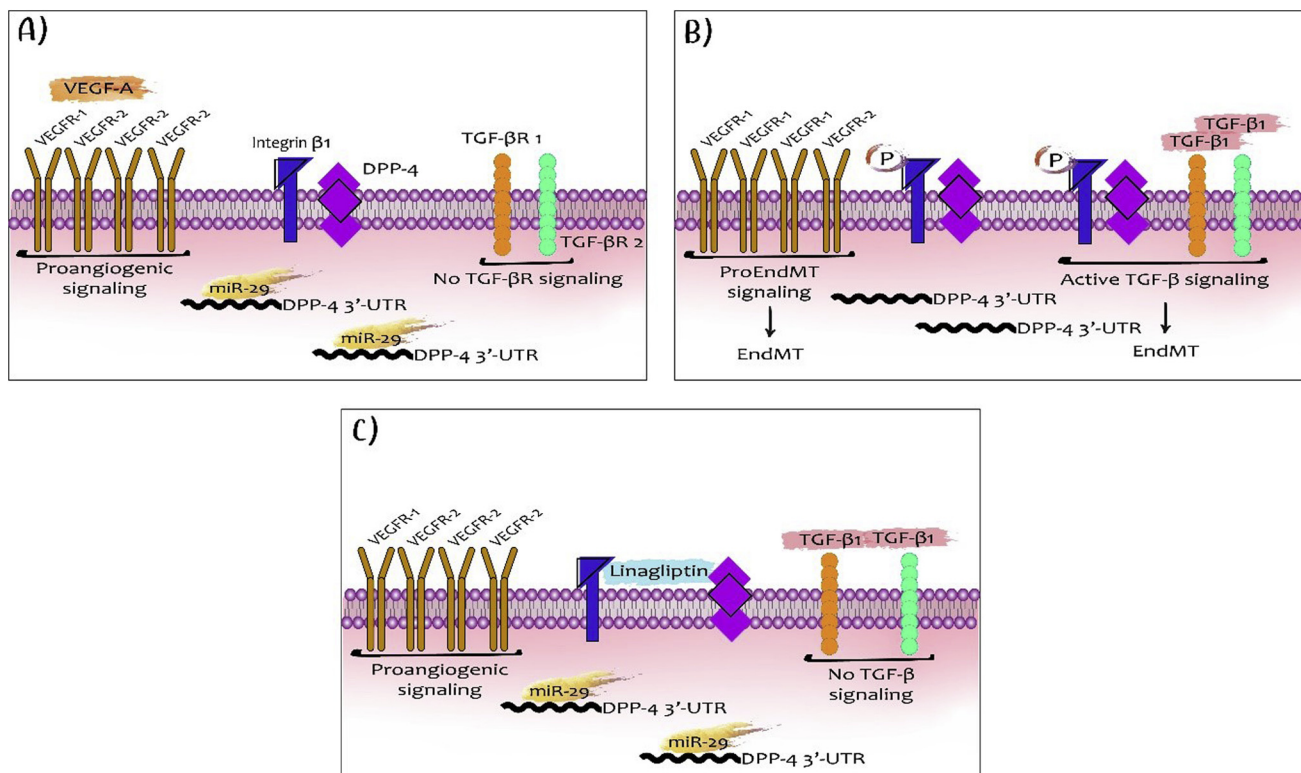 A)
VEGF-A
VEGFR-1
VEGFR-2
VEGFR-2
VEGFR-2
Integrin β1
DPP-4
TGF-βR 1
TGF-βR 2
Proangiogenic
signaling
No TGF-βR signaling
miR-29
DPP-4 3'-UTR
miR-29
DPP-4 3'-UTR
B)
VEGFR-1
VEGFR-1
VEGFR-1
VEGFR-2
P
P
TGF-β1
TGF-β1
ProEndMT
signaling
EndMT
Active TGF-β signaling
EndMT
DPP-4 3'-UTR
DPP-4 3'-UTR
C)
VEGFR-1
VEGFR-2
VEGFR-2
VEGFR-2
Linagliptin
TGF-β1
TGF-β1
Proangiogenic
signaling
No TGF-β
signaling
miR-29
DPP-4 3'-UTR
miR-29
DPP-4 3'-UTR